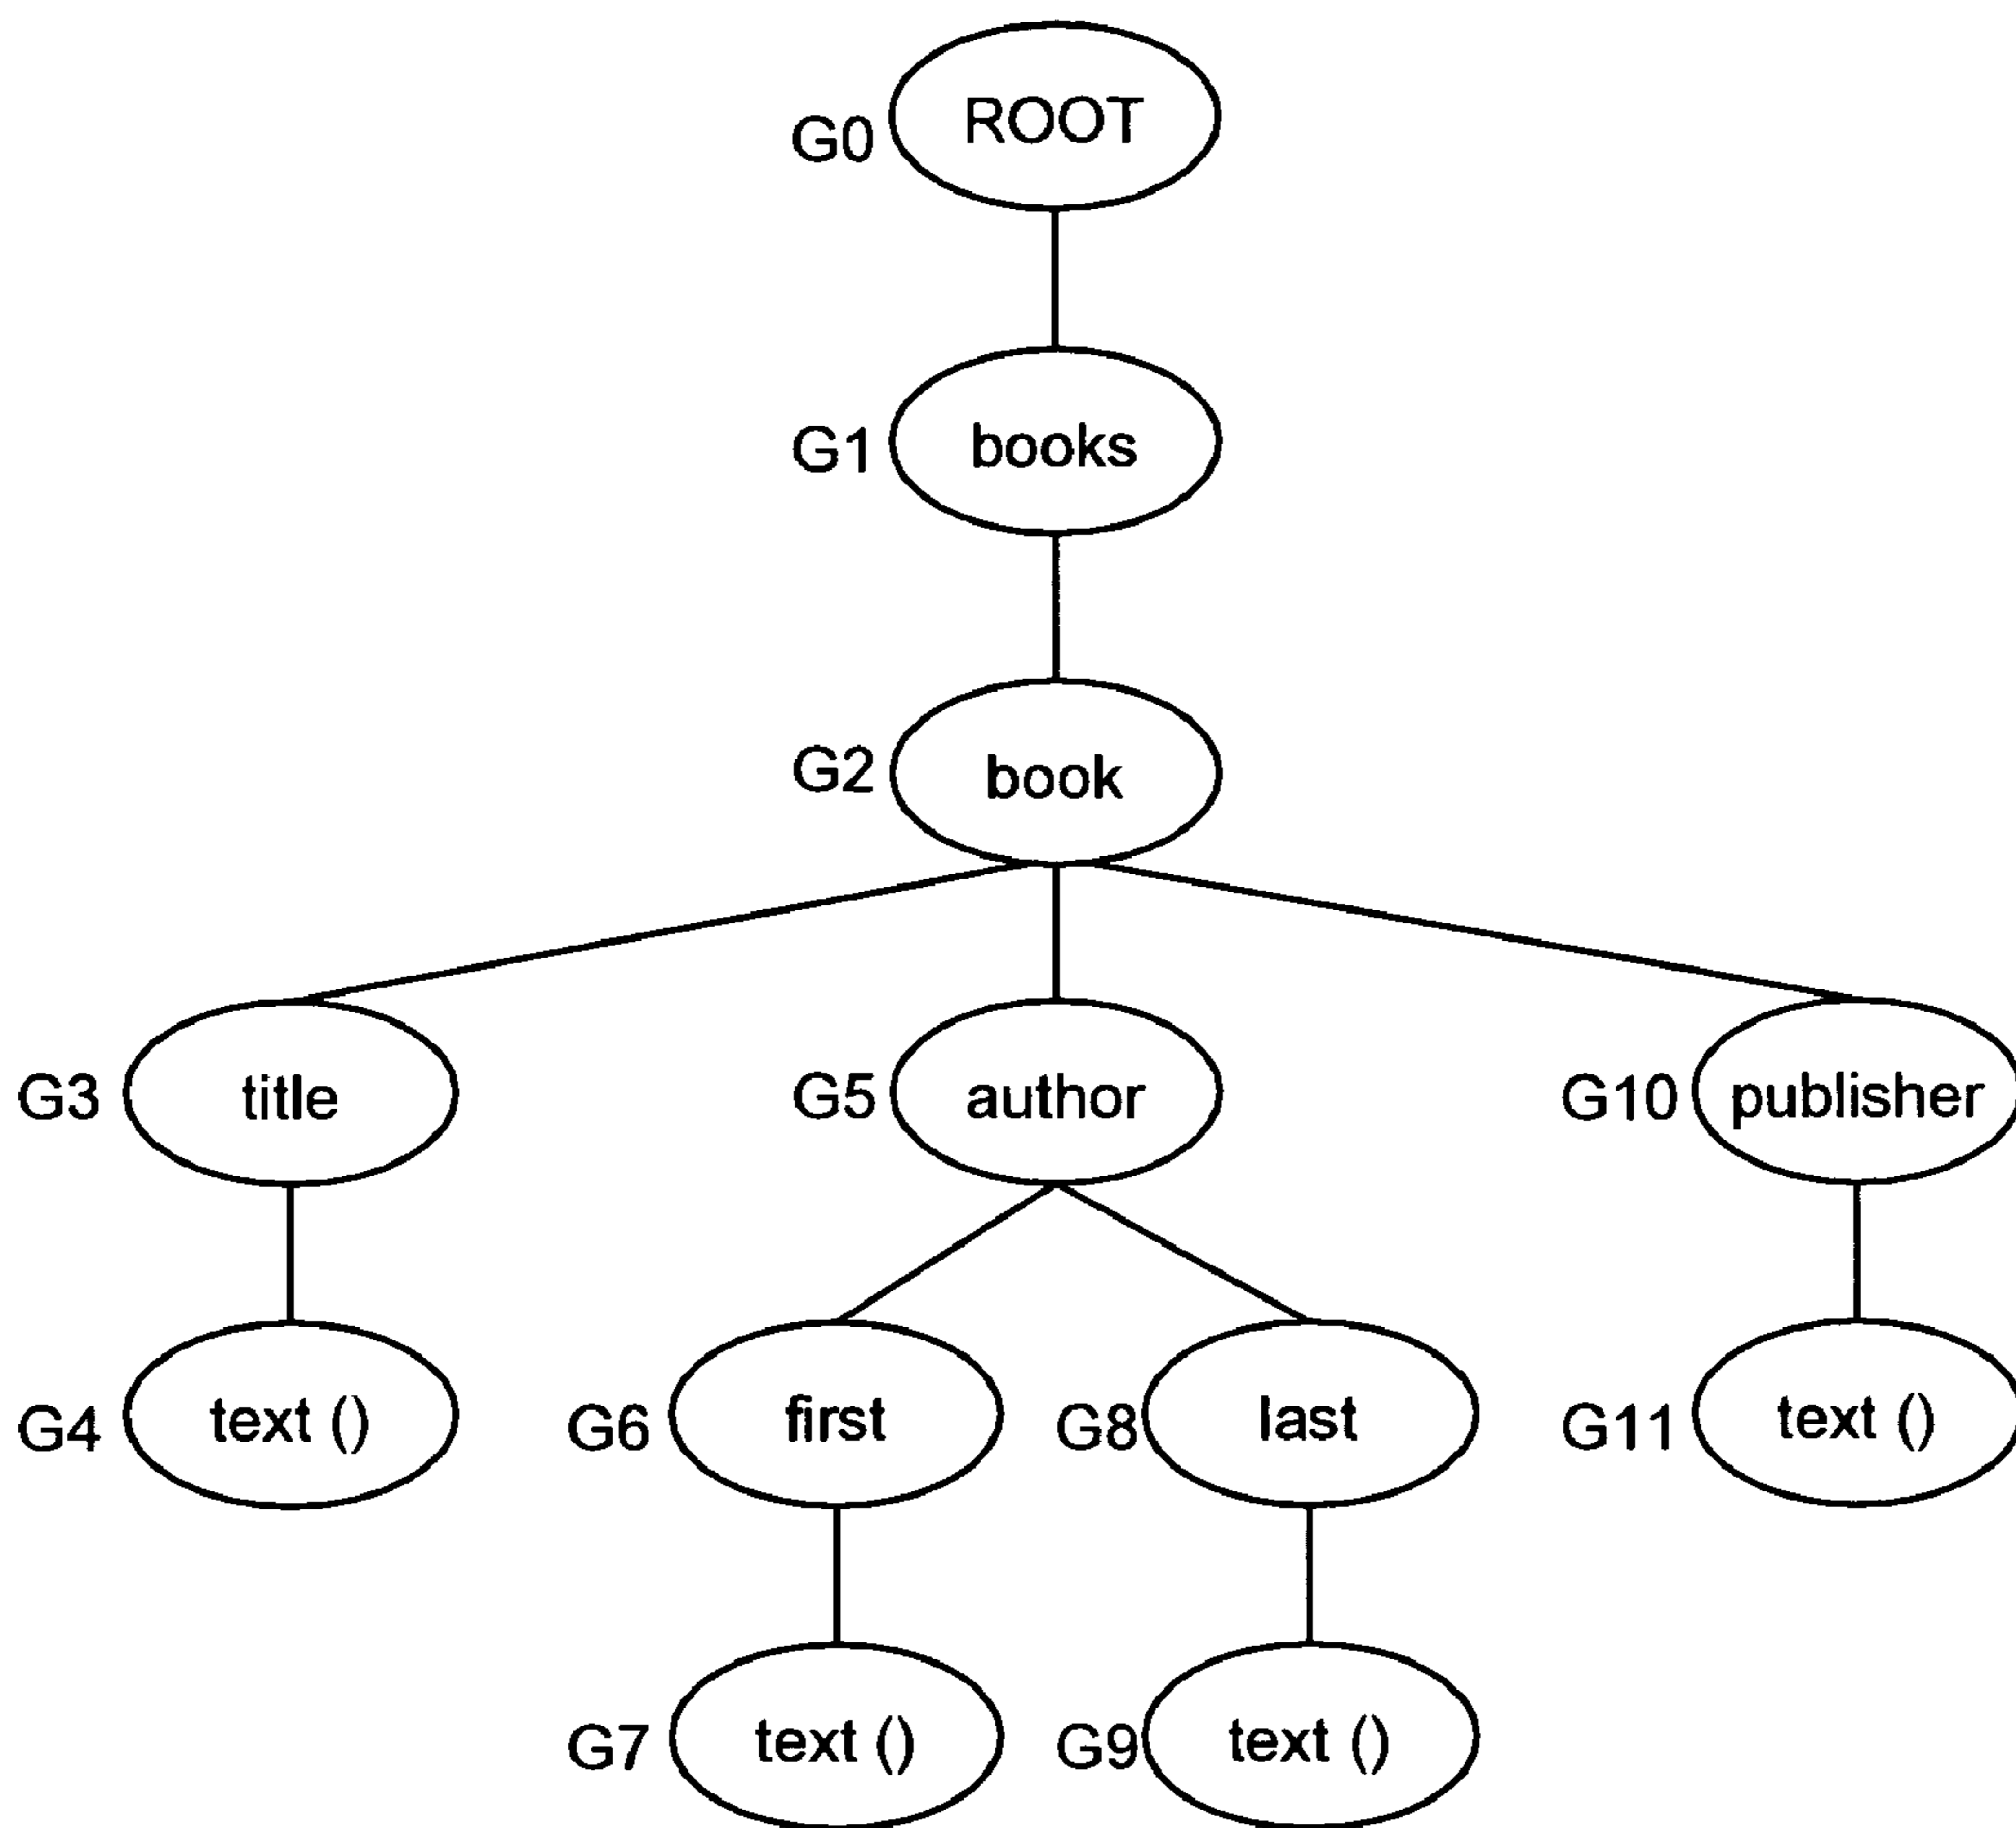 G0 ROOT
G1 books
G2 book
G3 title G5 author G10 publisher
G4 text () G6 first G8 last G11 text ()
G7 text () G9 text ()